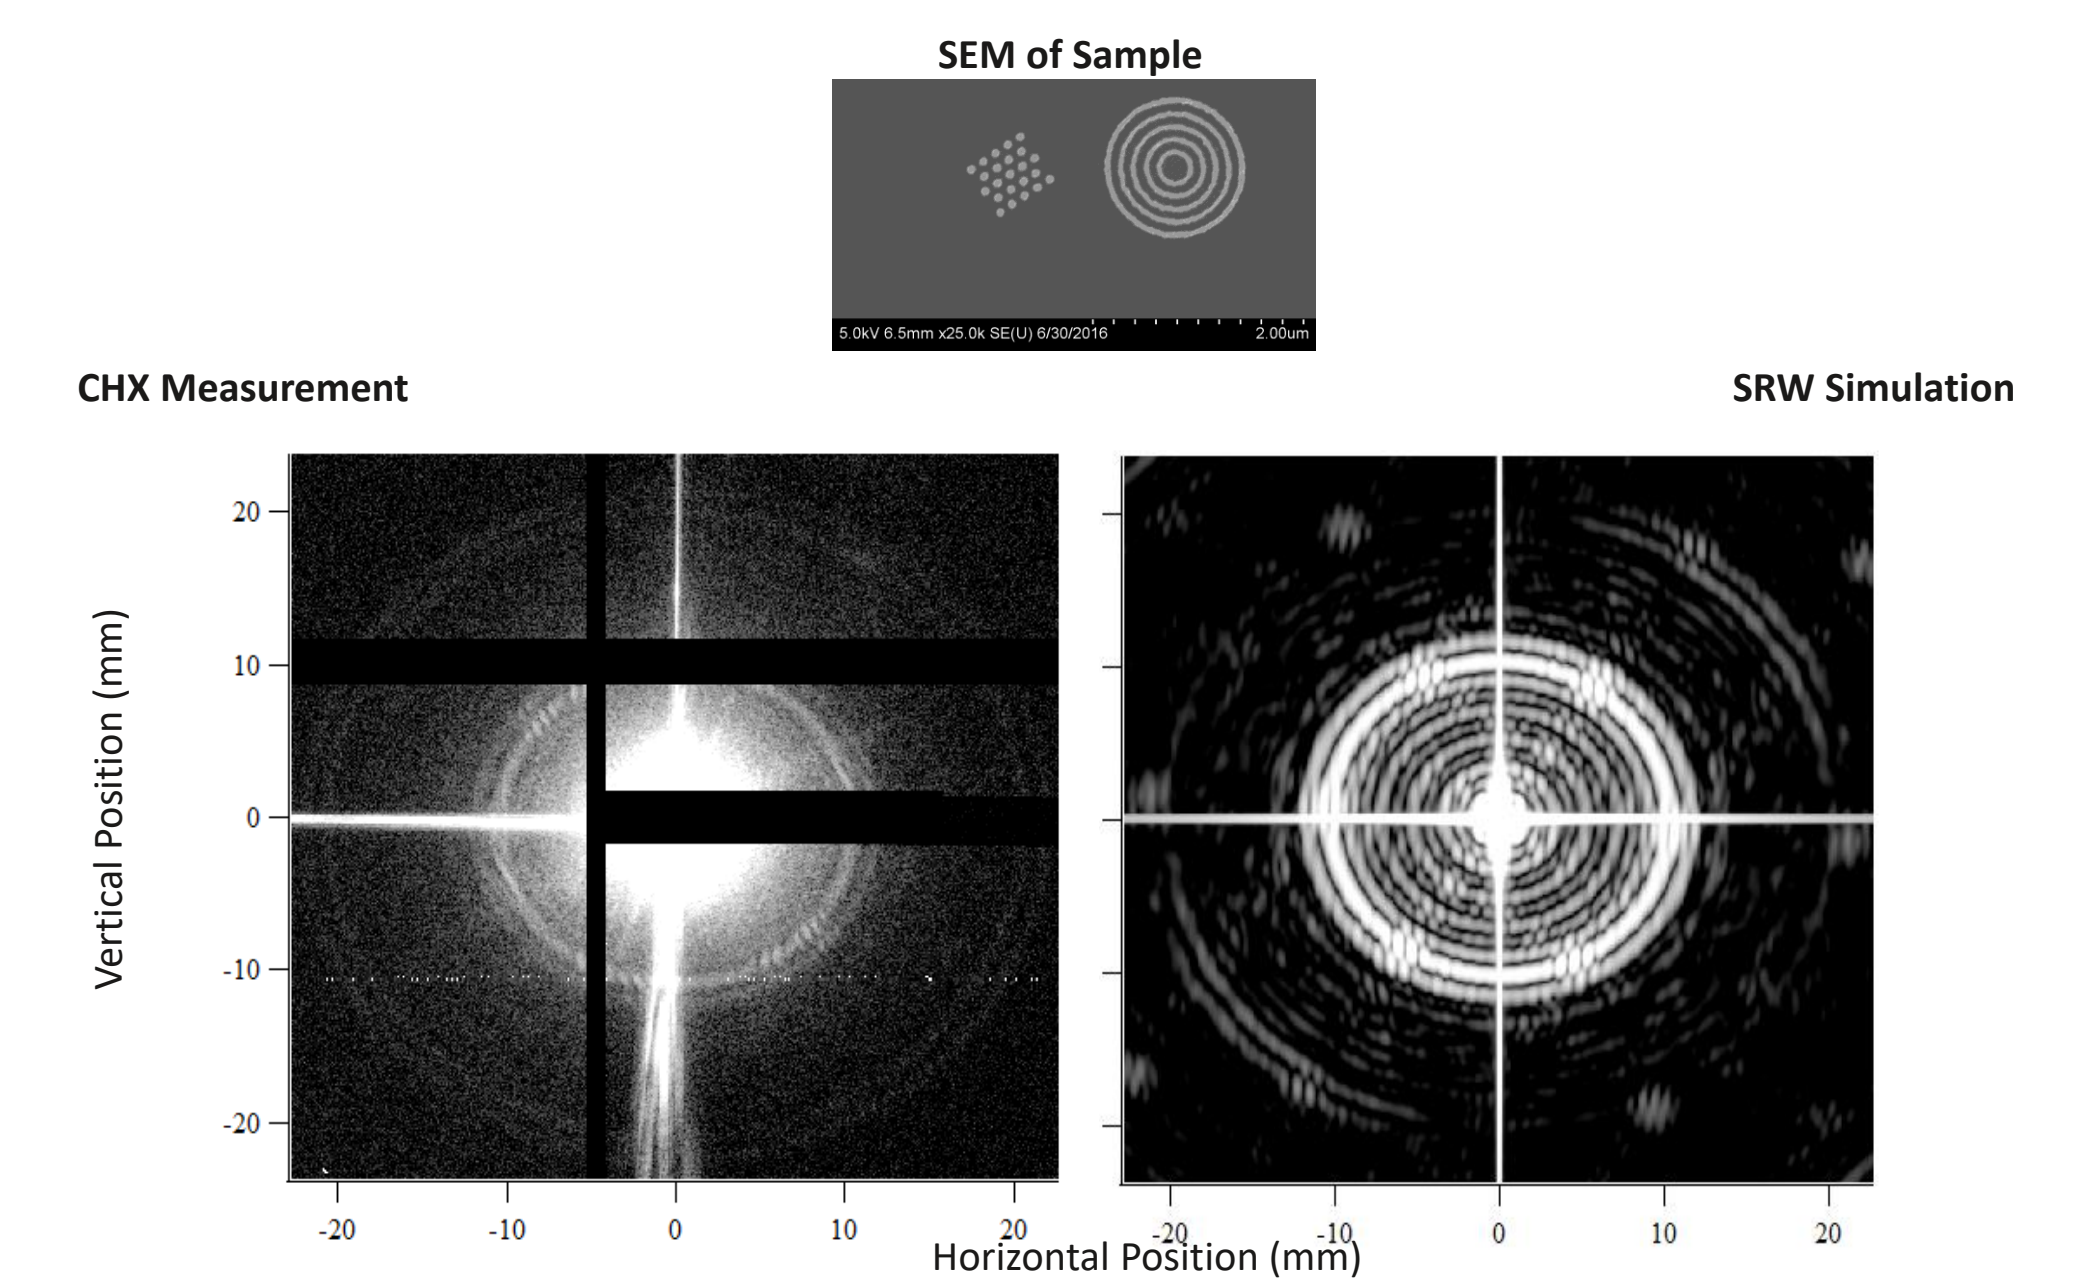 SEM of Sample
5.0kV 6.5mm x25.0k SE(U) 6/30/2016 2.00um
CHX Measurement
SRW Simulation
Vertical Position (mm)
20
10
0
-10
-20
-20 -10 0 10 20
-20 -10 0 10 20
Horizontal Position (mm)